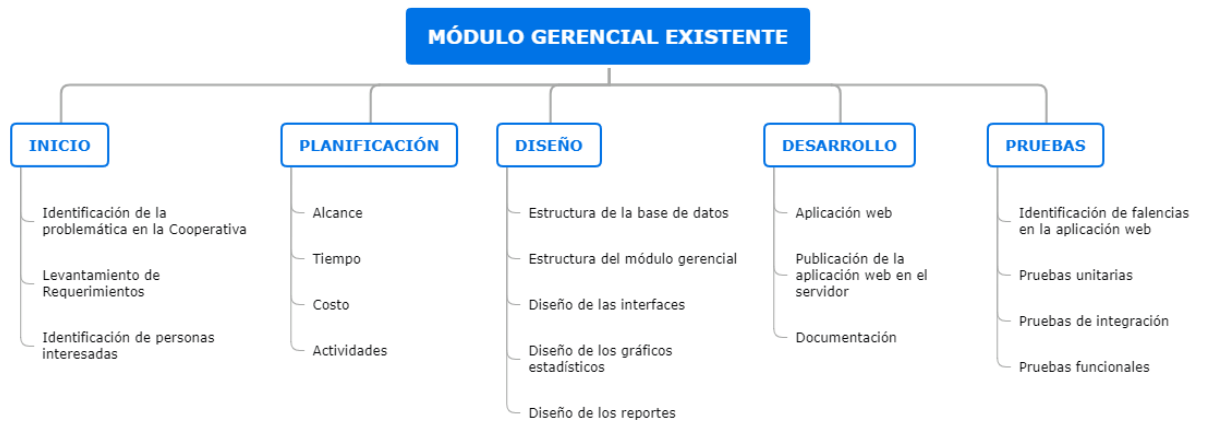 MÓDULO GERENCIAL EXISTENTE
INICIO
Identificación de la
problemática en la Cooperativa
Levantamiento de
Requerimientos
Identificación de personas
interesadas
PLANIFICACIÓN
Alcance
Tiempo
Costo
Actividades
DISEÑO
Estructura de la base de datos
Estructura del módulo gerencial
Diseño de las interfaces
Diseño de los gráficos
estadísticos
Diseño de los reportes
DESARROLLO
Aplicación web
Publicación de la
aplicación web en el
servidor
Documentación
PRUEBAS
Identificación de falencias
en la aplicación web
Pruebas unitarias
Pruebas de integración
Pruebas funcionales